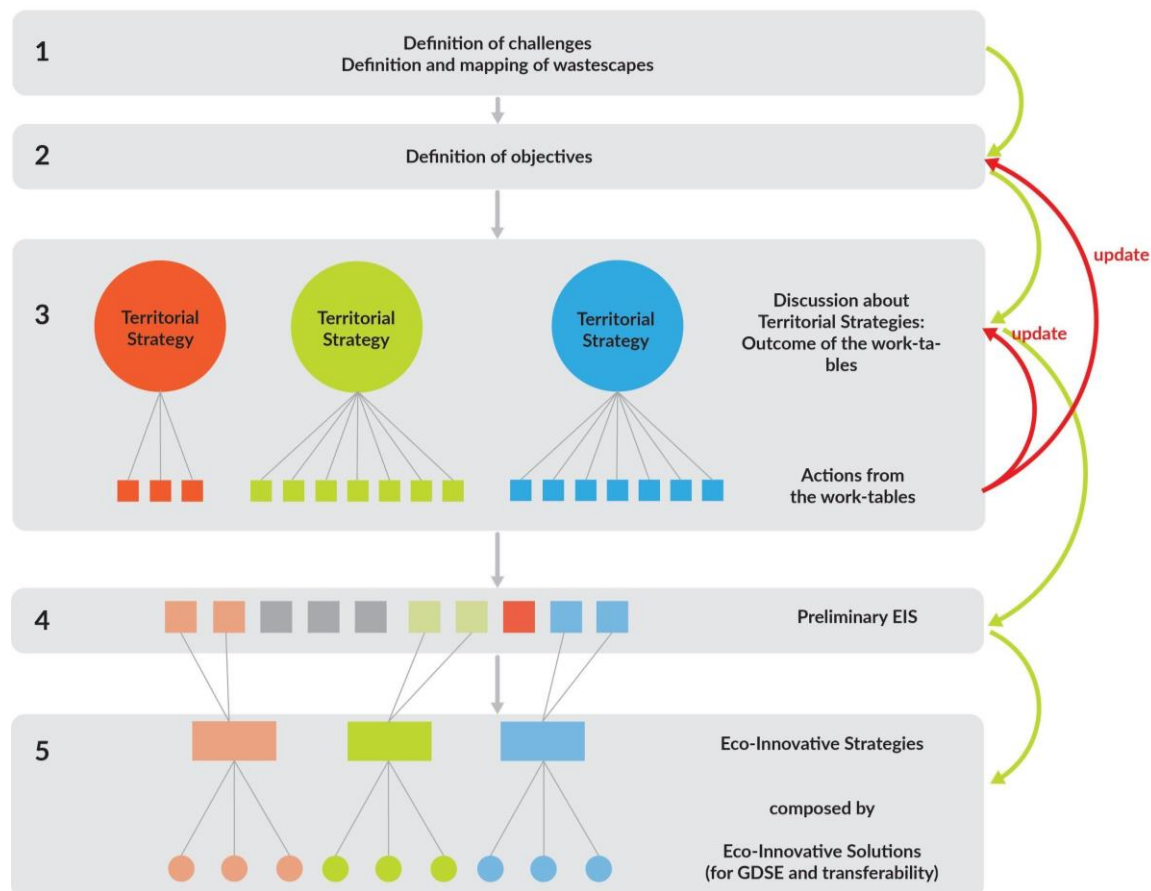 1
Definition of challenges
Definition and mapping of wastescapes
2
Definition of objectives
3
Territorial
Strategy
Territorial
Strategy
Territorial
Strategy
Discussion about
Territorial Strategies:
Outcome of the work-ta-
bles
update
update
Actions from
the work-tables
4
Preliminary EIS
5
Eco-Innovative Strategies
composed by
Eco-Innovative Solutions
(for GDSE and transferability)